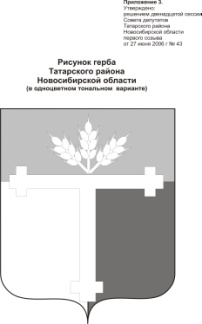 Приложение 3.
Утверждено
решением двенадцатой сессии
Совета депутатов
Татарского района
Новосибирской области
первого созыва
от 27 июня 2006 г № 43
Рисунок герба
Татарского района
Новосибирской области
(в одноцветном тональном варианте)